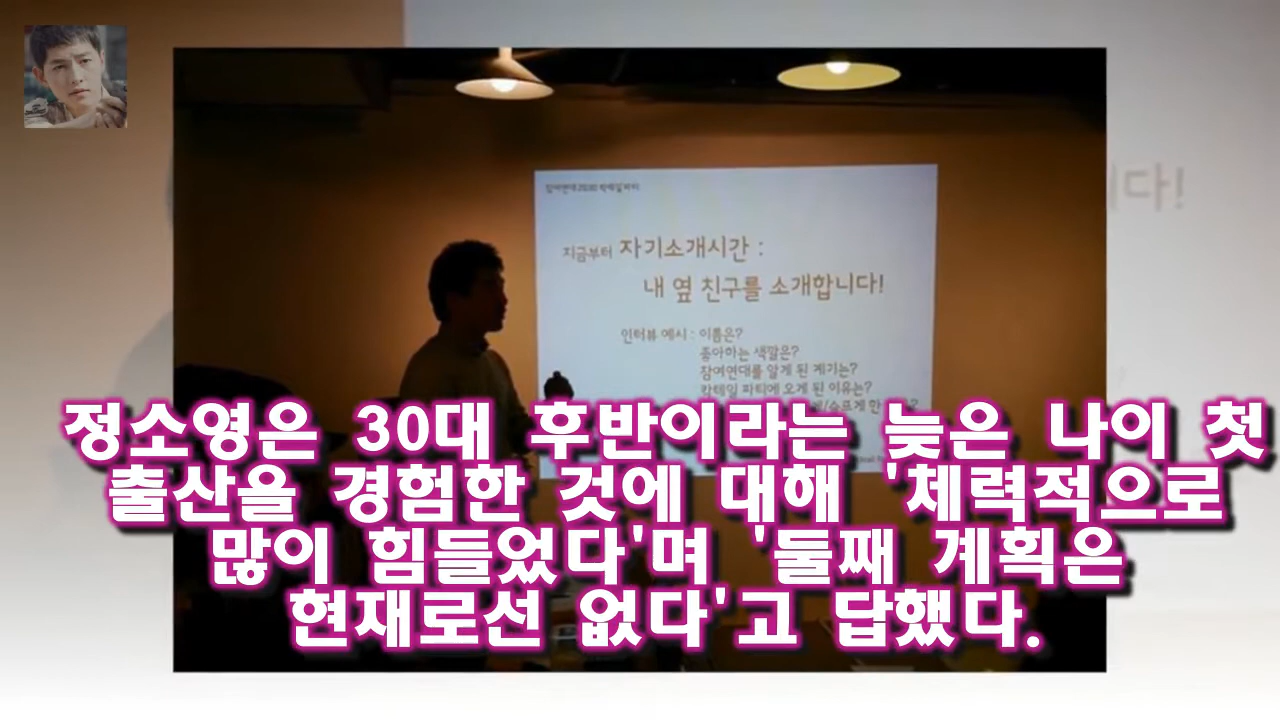 다!
참여연대 2030 칵테일파티
지금부터 자기소개시간 :
내 옆 친구를 소개합니다!
인터뷰 예시 : 이름은?
좋아하는 색깔은?
참여연대를 알게 된 계기는?
칵테일 파티에 오게 된 이유는?
정소영은 30대 후반이라는 늦은 나이 첫
출산을 경험한 것에 대해 '체력적으로
많이 힘들었다'며 '둘째 계획은
현재로선 없다'고 답했다.